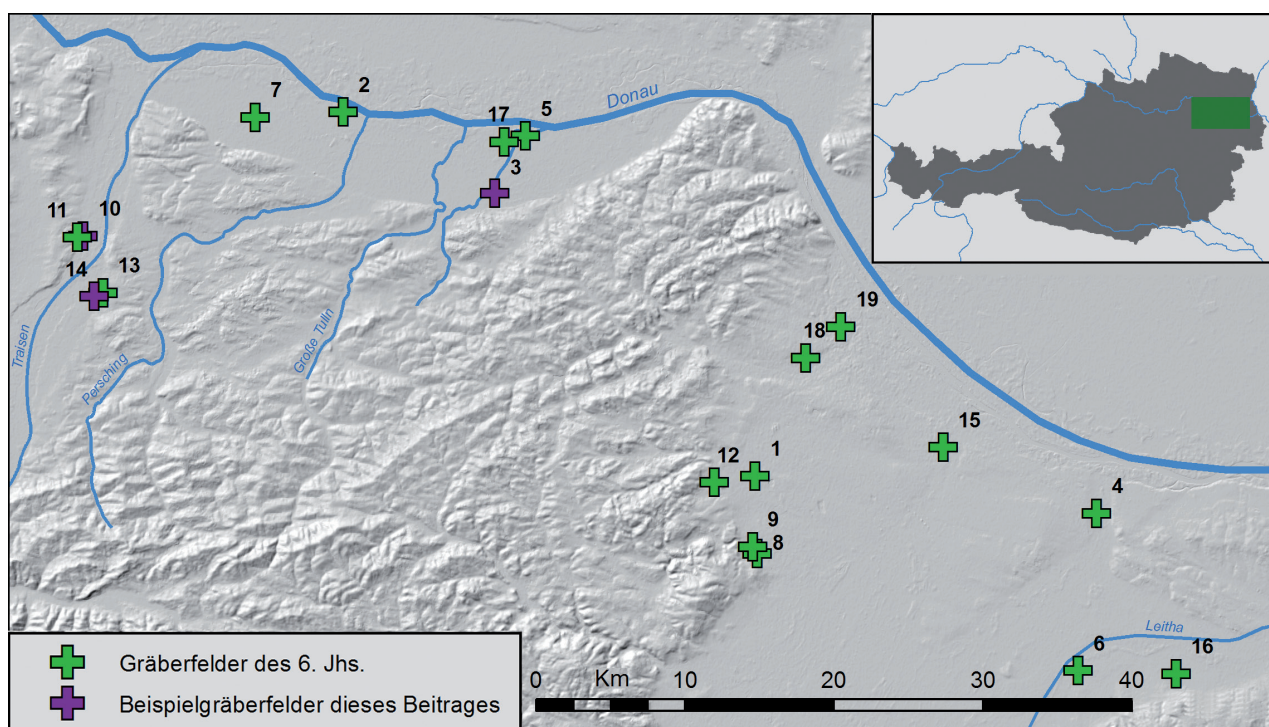 7
2
17
5
Donau
3
11
10
14
13
Traisen
Persching
Große Tulln
19
18
15
12
1
4
9
8
Leitha
6
16
Gräberfelder des 6. Jhs.
Beispielgräberfelder dieses Beitrages
0 Km 10 20 30 40